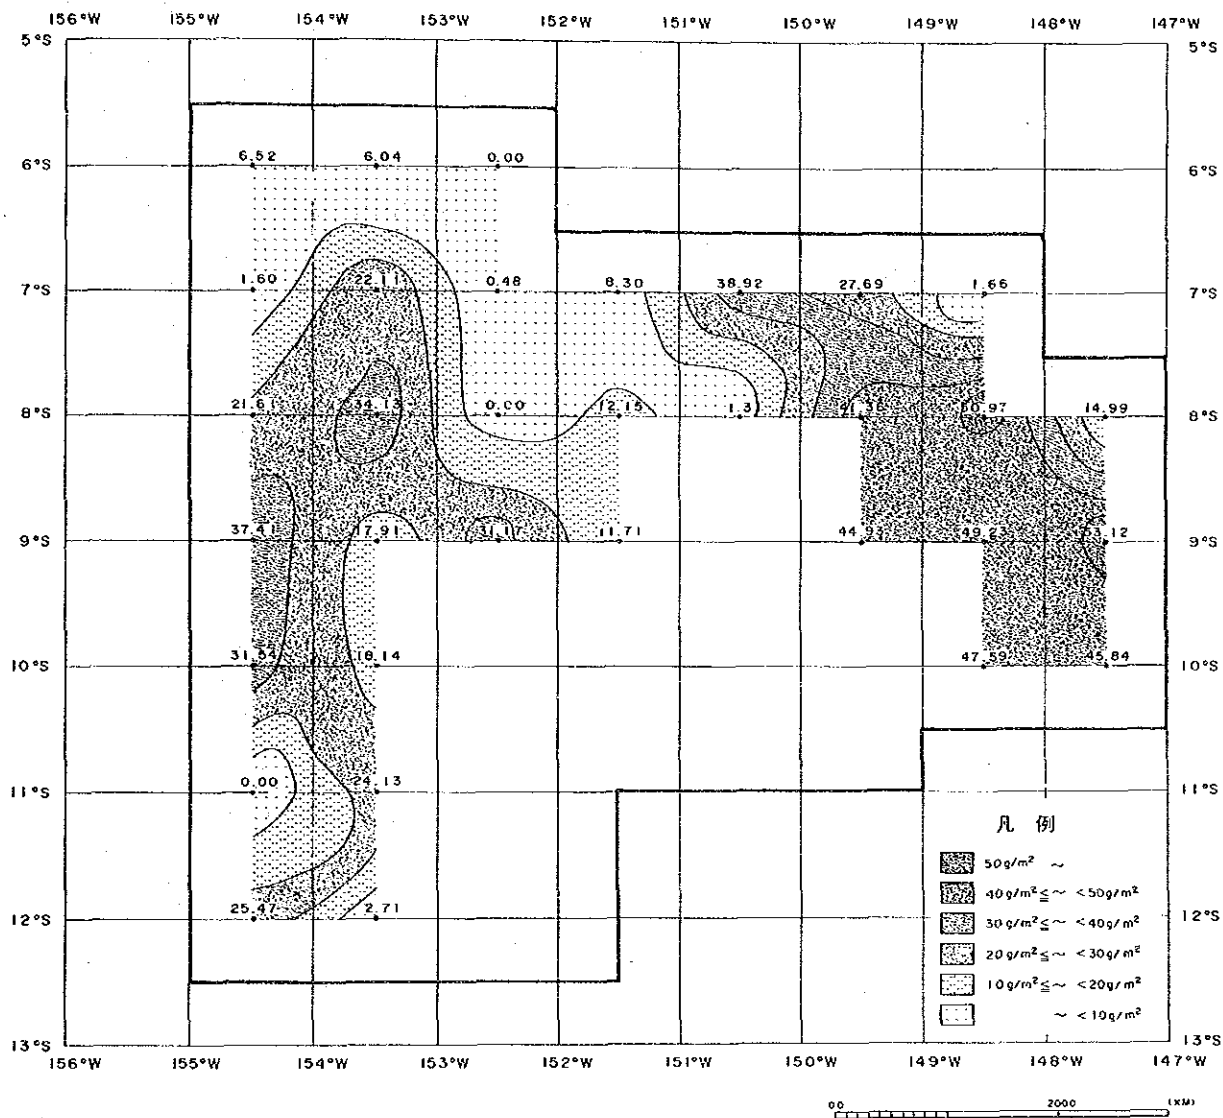 156°W 155°W 154°W 153°W 152°W 151°W 150°W 149°W 148°W 147°W
5°S 5°S
6.52 6.04 0.00
6°S 6°S
1.60 22.11 0.48 8.30 38.92 27.69 1.66
7°S 7°S
21.61 34.13 0.00 12.15 1.3 41.36 50.97 14.99
8°S 8°S
37.41 17.91 31.17 11.71 44.93 49.23 53.12
9°S 9°S
31.54 18.14 47.59 45.84
10°S 10°S
0.00 24.13
11°S 11°S
25.47 2.71
12°S 12°S
凡 例
50g/m² ~
40g/m²≦~ <50g/m²
30g/m²≦~ <40g/m²
20g/m²≦~ <30g/m²
10g/m²≦~ <20g/m²
~ <10g/m²
13°S 13°S
156°W 155°W 154°W 153°W 152°W 151°W 150°W 149°W 148°W 147°W
00 2000 (KM)